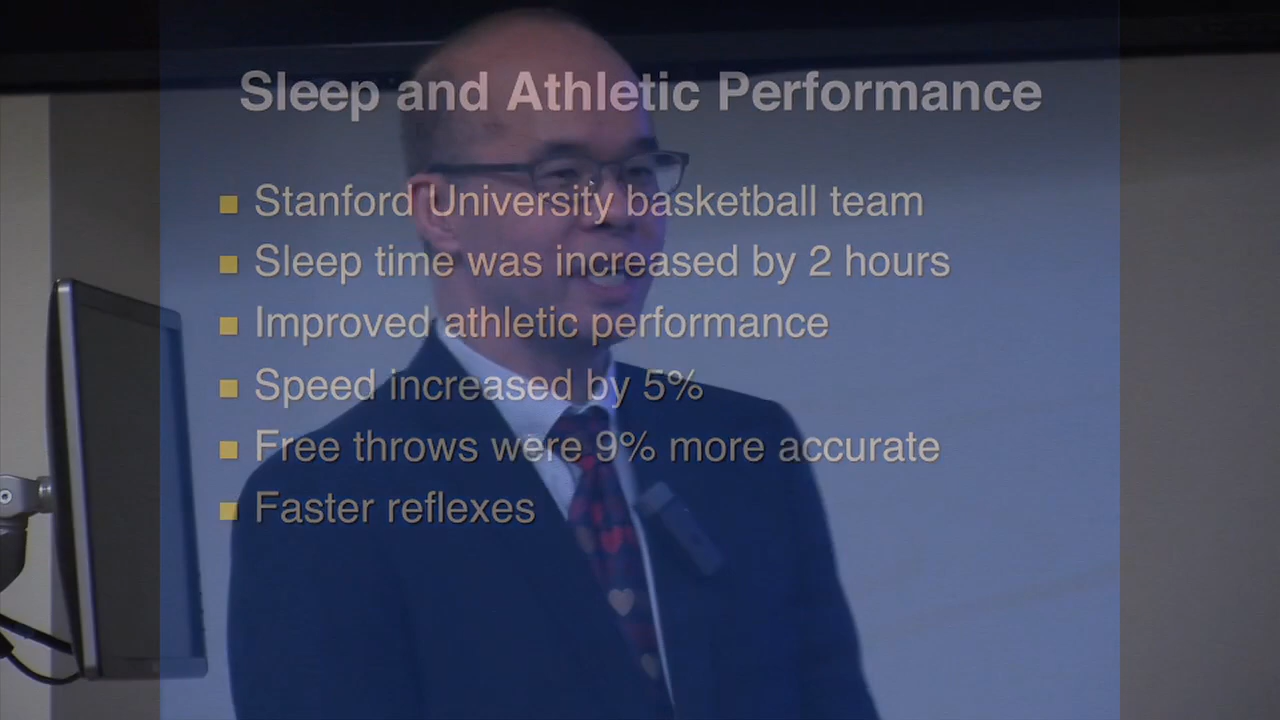 Sleep and Athletic Performance
Stanford University basketball team
Sleep time was increased by 2 hours
Improved athletic performance
Speed increased by 5%
Free throws were 9% more accurate
Faster reflexes